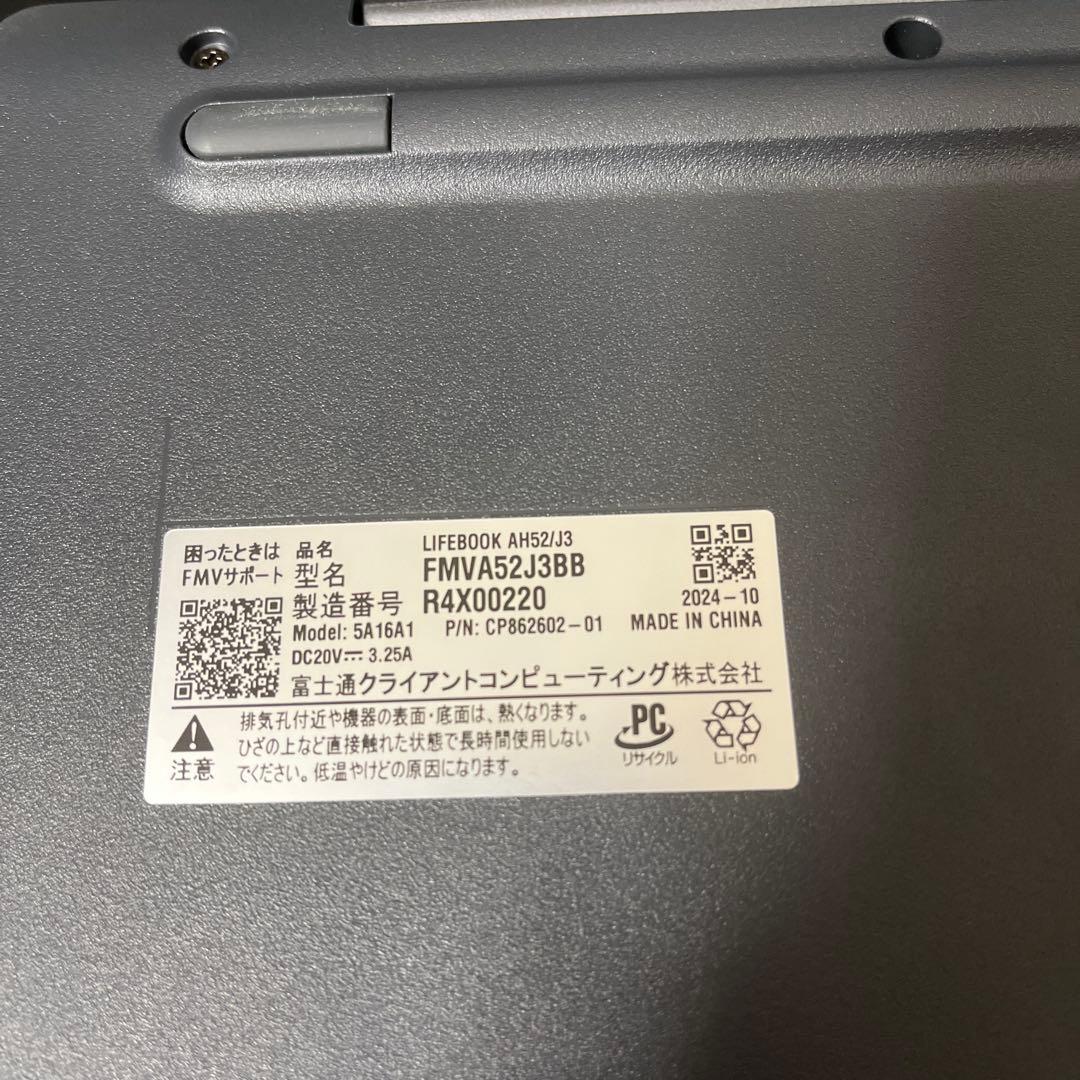 困ったときは
FMVサポート
品名 LIFEBOOK AH52/J3
型名 FMVA52J3BB
製造番号 R4X00220
2024-10
Model: 5A16A1 P/N: CP862602-01 MADE IN CHINA
DC20V⎓ 3.25A
富士通クライアントコンピューティング株式会社
注意
排気孔付近や機器の表面・底面は、熱くなります。
ひざの上など直接触れた状態で長時間使用しない
でください。低温やけどの原因になります。
PC
リサイクル
Li-ion